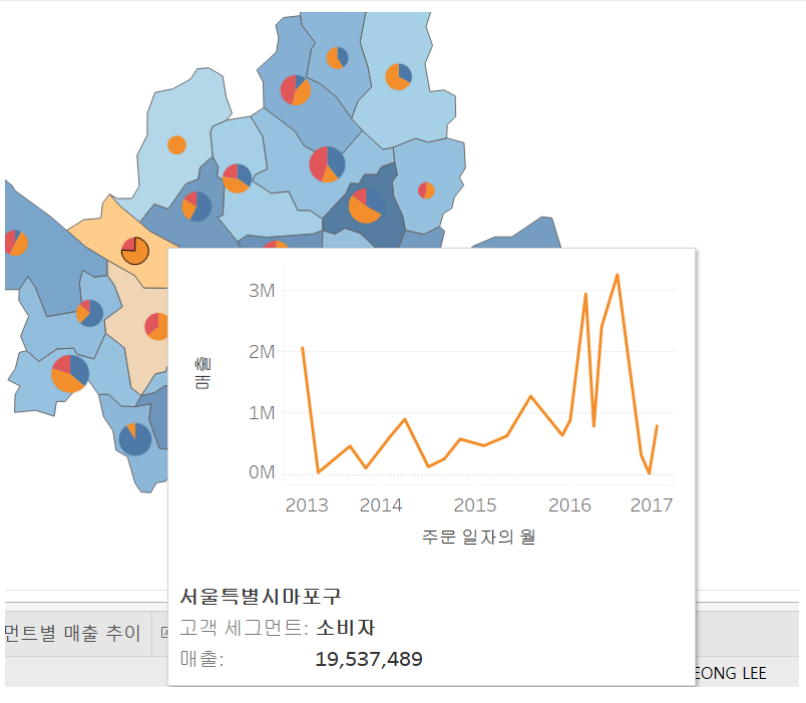 3M
2M
매출
1M
0M
2013 2014 2015 2016 2017
주문 일자의 월
서울특별시마포구
고객 세그먼트: 소비자
매출: 19,537,489
먼트별 매출 추이
EONG LEE